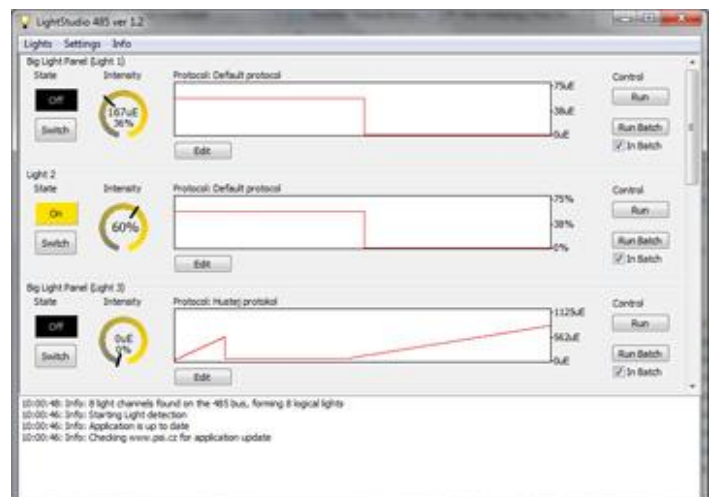 LightStudio 485 ver 1.2
Lights Settings Info
Big Light Panel (Light 1)
State Intensity Protocol: Default protocol Control
Off
167uE
36%
75uE
38uE
0uE
Run
Switch
Run Batch
Edit
In Batch
Light 2
State Intensity Protocol: Default protocol Control
On
60%
75%
38%
0%
Run
Switch
Run Batch
Edit
In Batch
Big Light Panel (Light 3)
State Intensity Protocol: Hustej protokol Control
Off
0uE
0%
1125uE
562uE
0uE
Run
Switch
Run Batch
Edit
In Batch
10:00:48: Info: 8 light channels found on the 485 bus, forming 8 logical lights
10:00:46: Info: Starting Light detection
10:00:46: Info: Application is up to date
10:00:46: Info: Checking www.psi.cz for application update